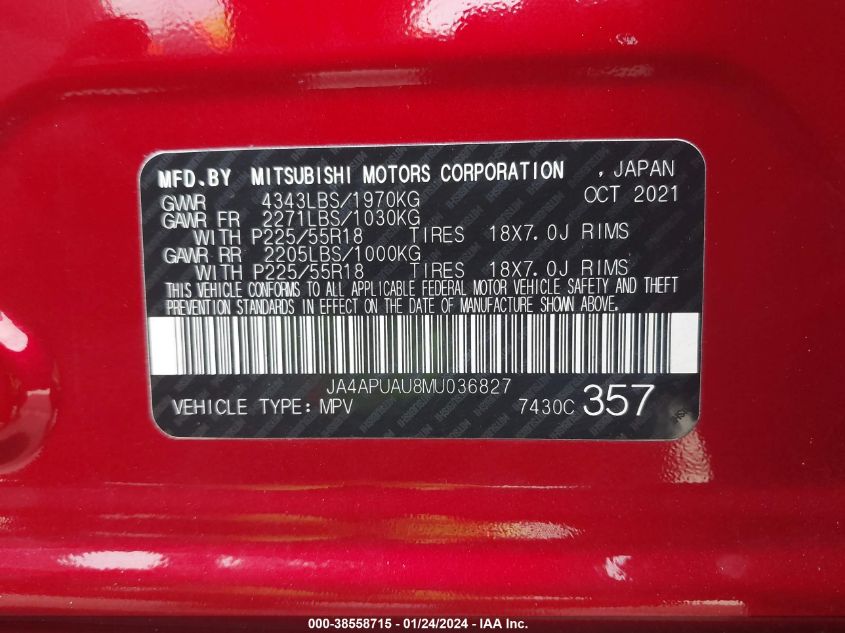 MFD.BY MITSUBISHI MOTORS CORPORATION , JAPAN
GVWR 4343LBS/1970KG OCT 2021
GAWR FR 2271LBS/1030KG
WITH P225/55R18 TIRES 18X7.0J RIMS
GAWR RR 2205LBS/1000KG
WITH P225/55R18 TIRES 18X7.0J RIMS
THIS VEHICLE CONFORMS TO ALL APPLICABLE FEDERAL MOTOR VEHICLE SAFETY AND THEFT
PREVENTION STANDARDS IN EFFECT ON THE DATE OF MANUFACTURE SHOWN ABOVE.
JA4APUAU8MU036827
VEHICLE TYPE: MPV 7430C 357
000-38558715 - 01/24/2024 - IAA Inc.